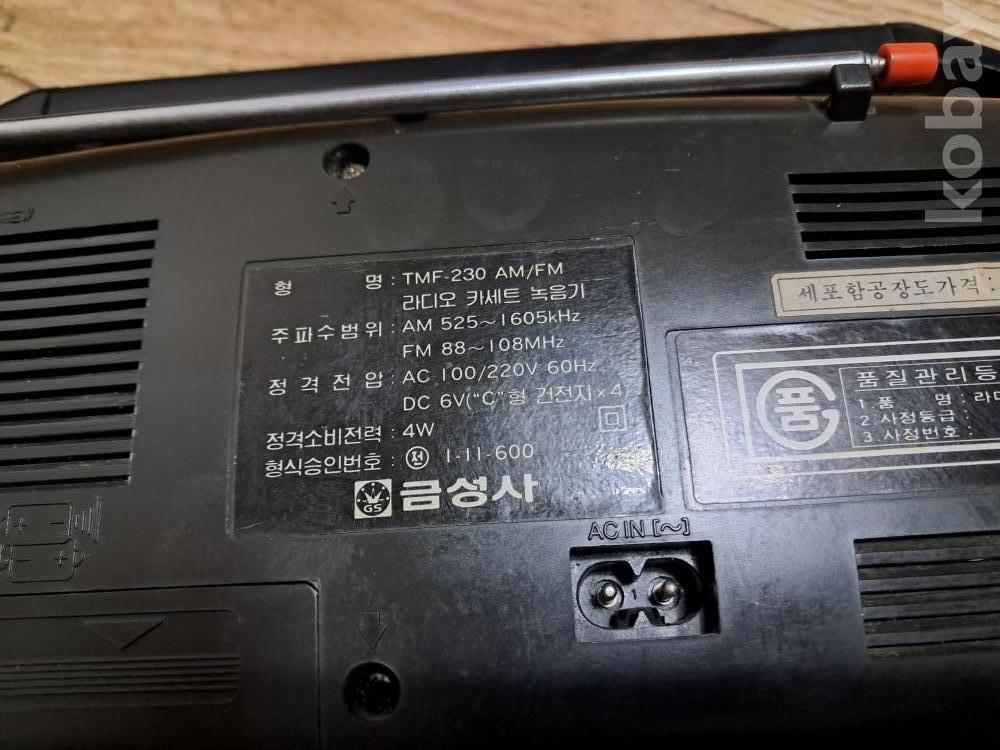 형 명 : TMF-230 AM/FM
라디오 카세트 녹음기
주파수범위 : AM 525~1605kHz
FM 88~108MHz
정격전압 : AC 100/220V 60Hz
DC 6V("C"형 건전지×4)
정격소비전력 : 4W
형식승인번호 : 전 1-11-600
GS 금성사
AC IN [~]
세포함공장도가격 :
품
품질관리등
1. 품 명 : 라디
2. 사정등급 :
3. 사정번호 :
kobay